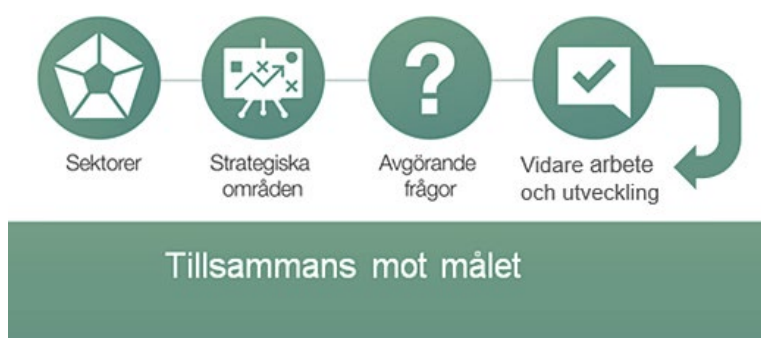 Sektorer
Strategiska
områden
Avgörande
frågor
Vidare arbete
och utveckling
Tillsammans mot målet